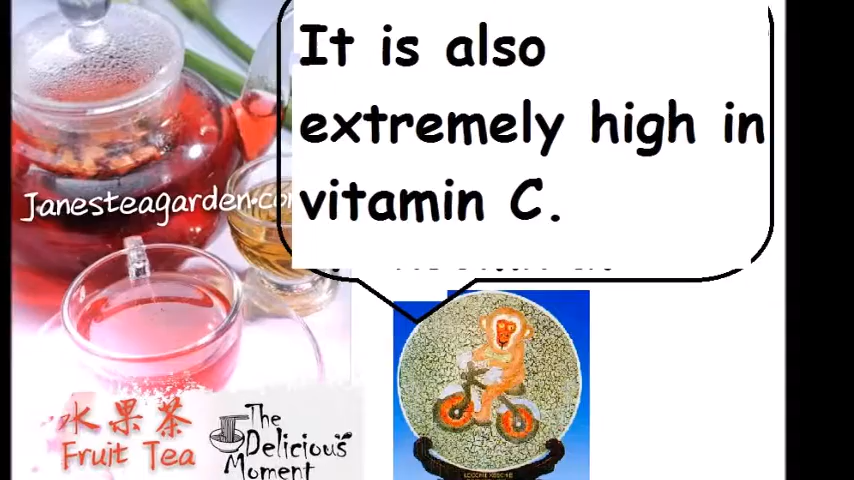 It is also
extremely high in
vitamin C.
Janesteagarden.co
水果茶
Fruit Tea
The
Delicious
Moment